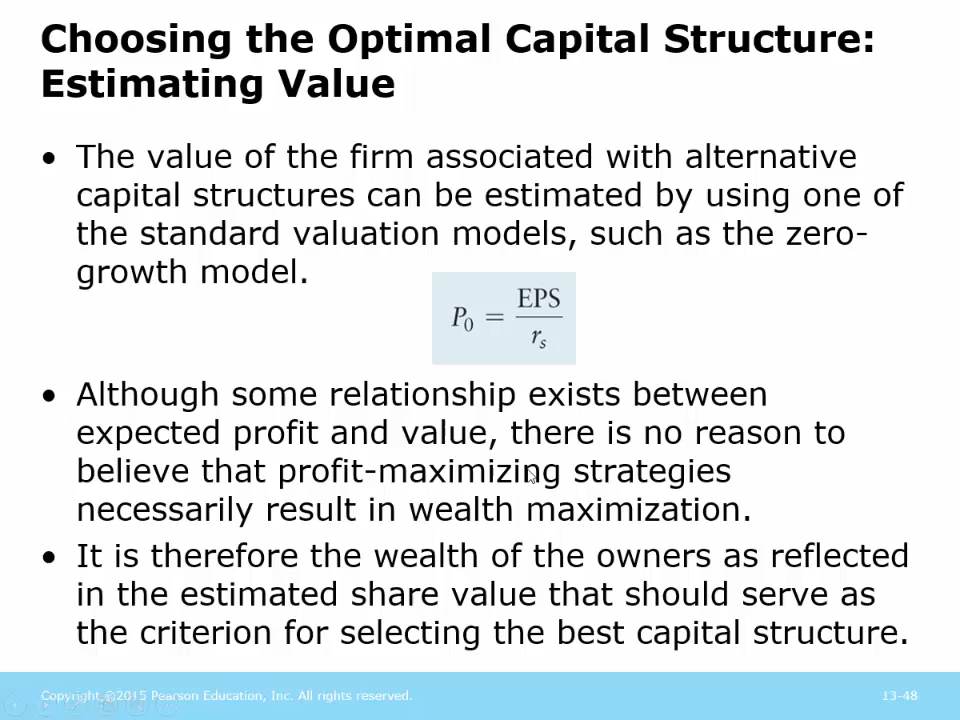 Choosing the Optimal Capital Structure:
Estimating Value
• The value of the firm associated with alternative
capital structures can be estimated by using one of
the standard valuation models, such as the zero-
growth model.
P₀ = EPS / rₛ
• Although some relationship exists between
expected profit and value, there is no reason to
believe that profit-maximizing strategies
necessarily result in wealth maximization.
• It is therefore the wealth of the owners as reflected
in the estimated share value that should serve as
the criterion for selecting the best capital structure.
Copyright ©2015 Pearson Education, Inc. All rights reserved. 13-48